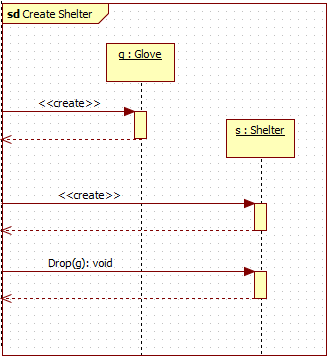 sd Create Shelter
g : Glove
<<create>>
s : Shelter
<<create>>
Drop(g): void